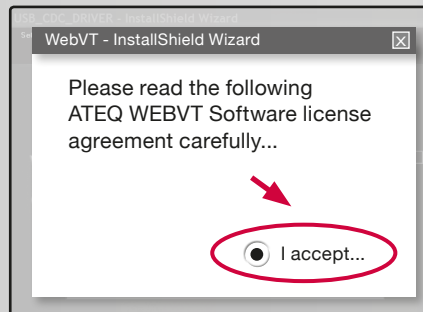 USB_CDC_DRIVER - InstallShield Wizard
WebVT - InstallShield Wizard
Please read the following
ATEQ WEBVT Software license
agreement carefully...
I accept...